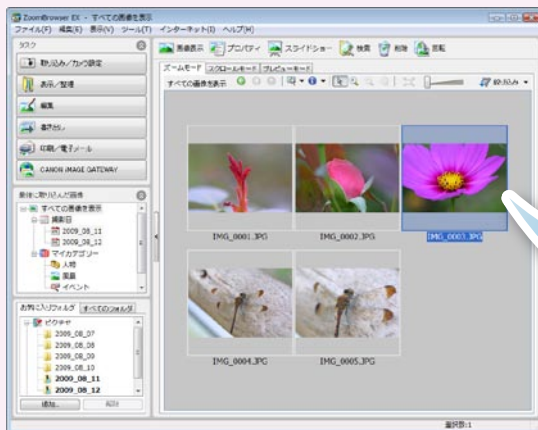 ZoomBrowser EX - すべての画像を表示
ファイル(F) 編集(E) 表示(V) ツール(T) インターネット(I) ヘルプ(H)
タスク
取り込み/カメラ設定
表示/整理
編集
書き出し
印刷/電子メール
CANON iMAGE GATEWAY
最後に取り込んだ画像
すべての画像を表示
撮影日
2009_08_11
2009_08_12
マイカテゴリー
人物
風景
イベント
お気に入りフォルダ すべてのフォルダ
ピクチャ
2009_08_07
2009_08_08
2009_08_09
2009_08_10
2009_08_11
2009_08_12
追加... 削除
画像表示 プロパティ スライドショー 検索 削除 回転
ズームモード スクロールモード プレビューモード
すべての画像を表示
絞り込み
IMG_0001.JPG IMG_0002.JPG IMG_0003.JPG
IMG_0004.JPG IMG_0005.JPG
選択数:1